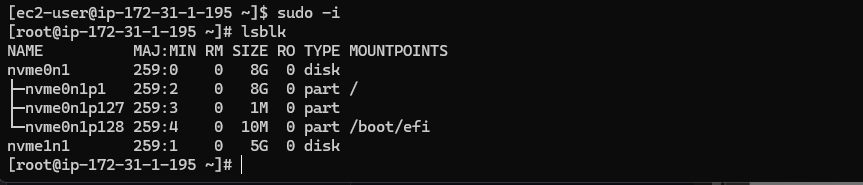 [ec2-user@ip-172-31-1-195 ~]$ sudo -i
[root@ip-172-31-1-195 ~]# lsblk
NAME          MAJ:MIN RM SIZE RO TYPE MOUNTPOINTS
nvme0n1       259:0    0   8G  0 disk
├─nvme0n1p1   259:2    0   8G  0 part /
├─nvme0n1p127 259:3    0   1M  0 part
└─nvme0n1p128 259:4    0  10M  0 part /boot/efi
nvme1n1       259:1    0   5G  0 disk
[root@ip-172-31-1-195 ~]#